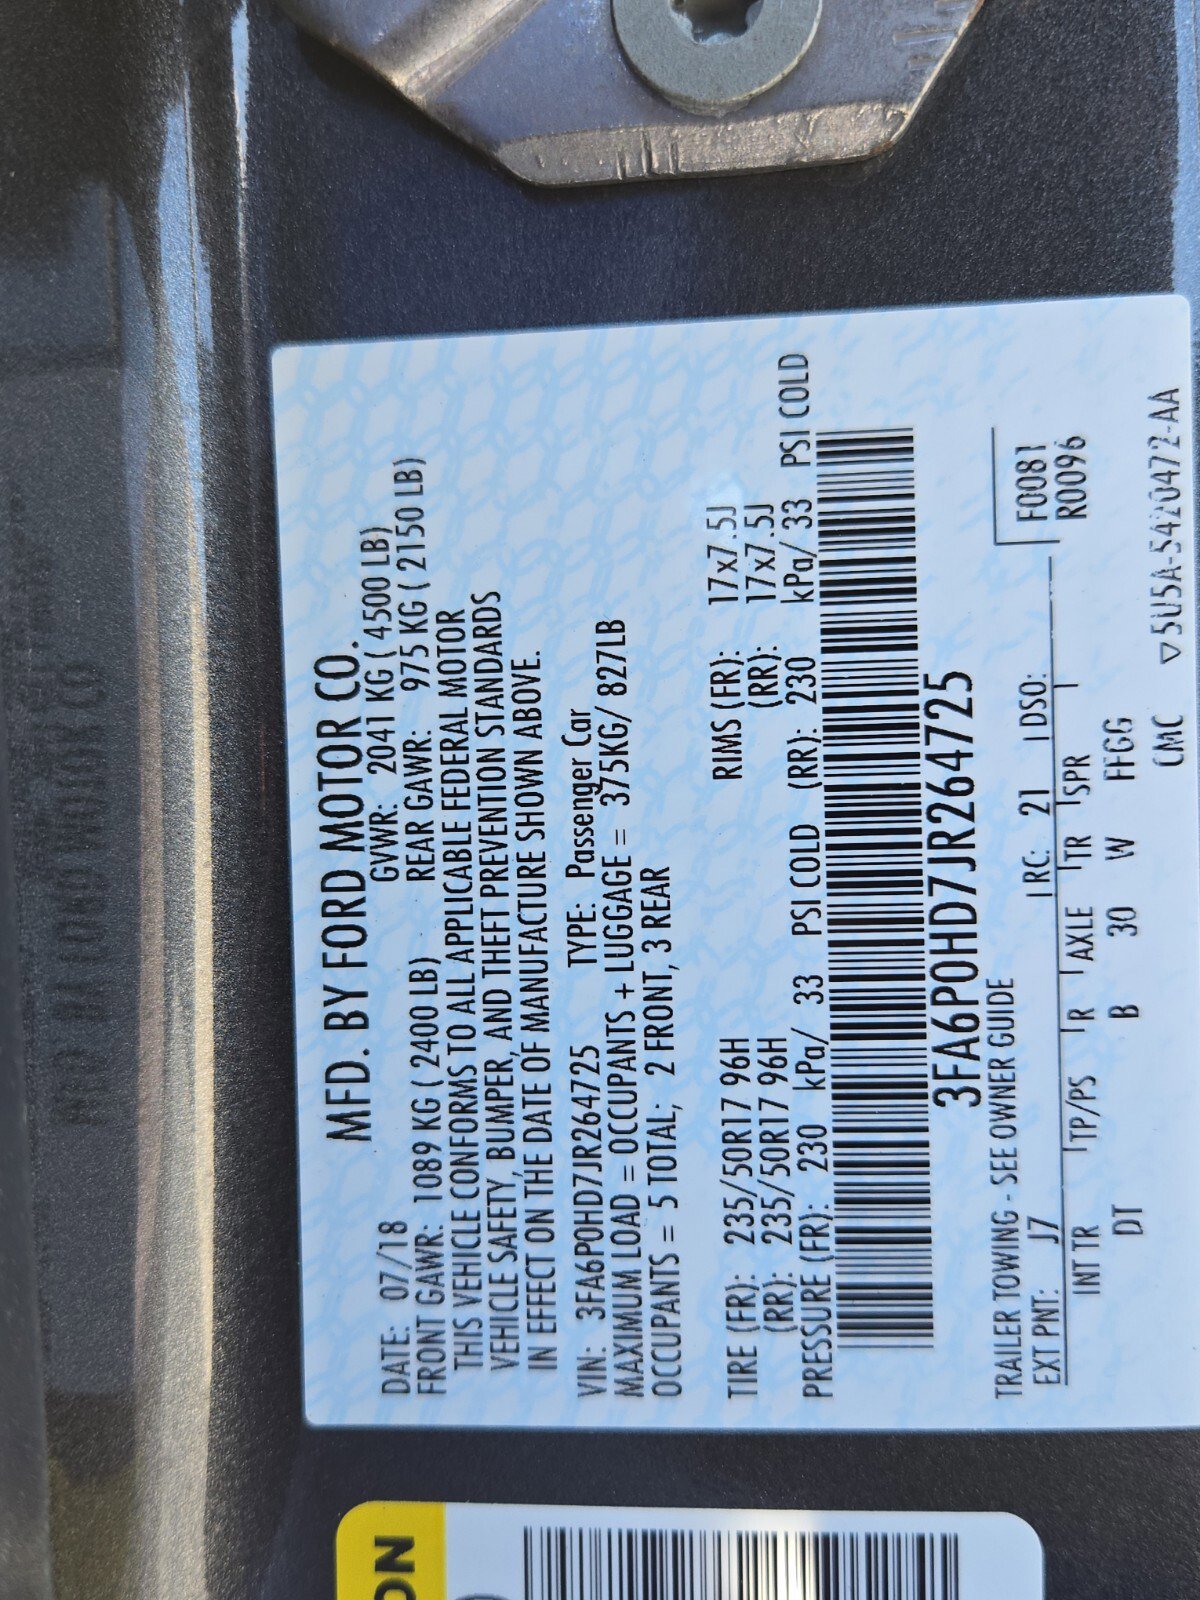 MFD. BY FORD MOTOR CO.
DATE: 07/18 GVWR: 2041 KG ( 4500 LB)
FRONT GAWR: 1089 KG ( 2400 LB) REAR GAWR: 975 KG ( 2150 LB)
THIS VEHICLE CONFORMS TO ALL APPLICABLE FEDERAL MOTOR
VEHICLE SAFETY, BUMPER, AND THEFT PREVENTION STANDARDS
IN EFFECT ON THE DATE OF MANUFACTURE SHOWN ABOVE.
VIN: 3FA6P0HD7JR264725 TYPE: Passenger Car
MAXIMUM LOAD = OCCUPANTS + LUGGAGE = 375KG/ 827LB
OCCUPANTS = 5 TOTAL; 2 FRONT, 3 REAR
TIRE (FR): 235/50R17 96H RIMS (FR): 17x7.5J
(RR): 235/50R17 96H (RR): 17x7.5J
PRESSURE (FR): 230 kPa/ 33 PSI COLD (RR): 230 kPa/ 33 PSI COLD
3FA6P0HD7JR264725
TRAILER TOWING - SEE OWNER GUIDE
F0081
R0096
EXT PNT: J7 RC: 21 DSO:
INT TR TP/PS R AXLE TR SPR
DT B 30 W FFGG
CMC ▽5U5A-5420472-AA
ON